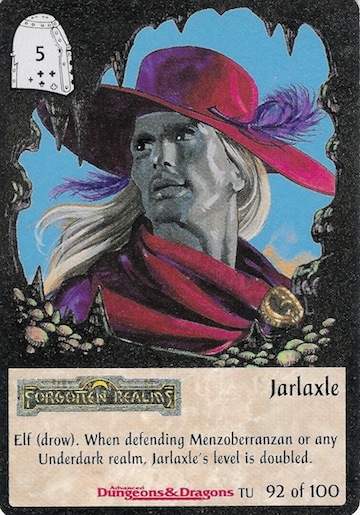 5
Jarlaxle
FORGOTTEN REALMS
Elf (drow). When defending Menzoberranzan or any
Underdark realm, Jarlaxle's level is doubled.
Advanced
Dungeons&Dragons TU 92 of 100